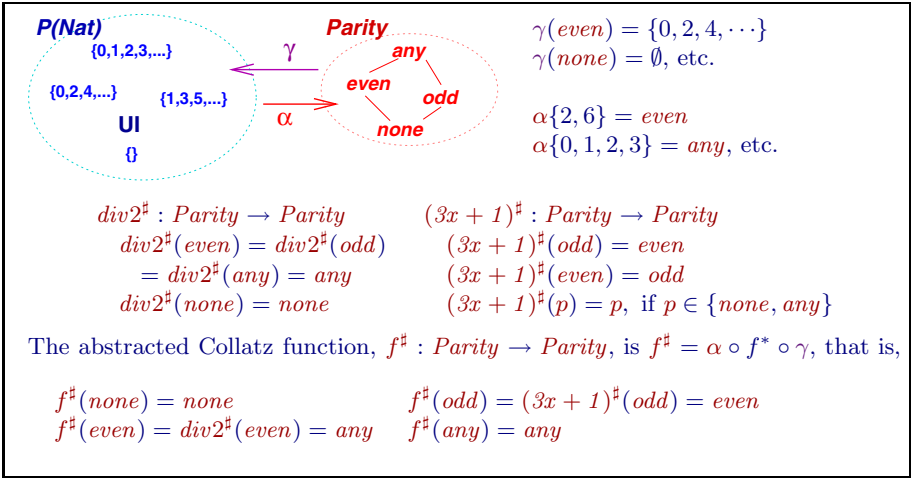 P(Nat)
{0,1,2,3,...}
{0,2,4,...}
{1,3,5,...}
UI
{}
γ
α
Parity
any
even
odd
none
γ(even) = {0, 2, 4, ⋯}
γ(none) = ∅, etc.
α{2, 6} = even
α{0, 1, 2, 3} = any, etc.
div2♯ : Parity → Parity
div2♯(even) = div2♯(odd)
= div2♯(any) = any
div2♯(none) = none
(3x + 1)♯ : Parity → Parity
(3x + 1)♯(odd) = even
(3x + 1)♯(even) = odd
(3x + 1)♯(p) = p, if p ∈ {none, any}
The abstracted Collatz function, f♯ : Parity → Parity, is f♯ = α ∘ f* ∘ γ, that is,
f♯(none) = none
f♯(even) = div2♯(even) = any
f♯(odd) = (3x + 1)♯(odd) = even
f♯(any) = any